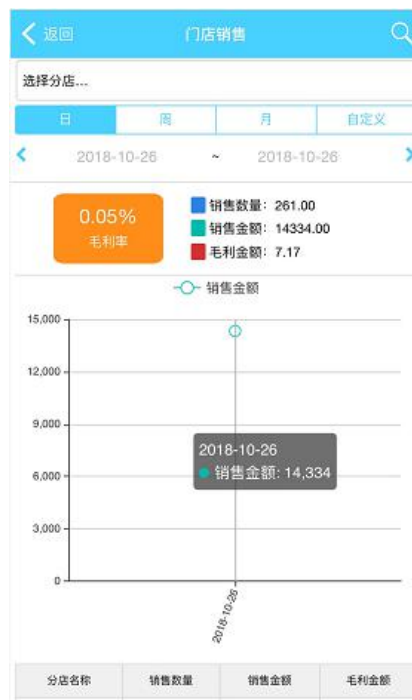 返回
门店销售
选择分店...
日 周 月 自定义
2018-10-26 ~ 2018-10-26
0.05%
毛利率
销售数量: 261.00
销售金额: 14334.00
毛利金额: 7.17
销售金额
15,000
12,000
9,000
2018-10-26
销售金额: 14,334
6,000
3,000
0
2018-10-26
分店名称 销售数量 销售金额 毛利金额